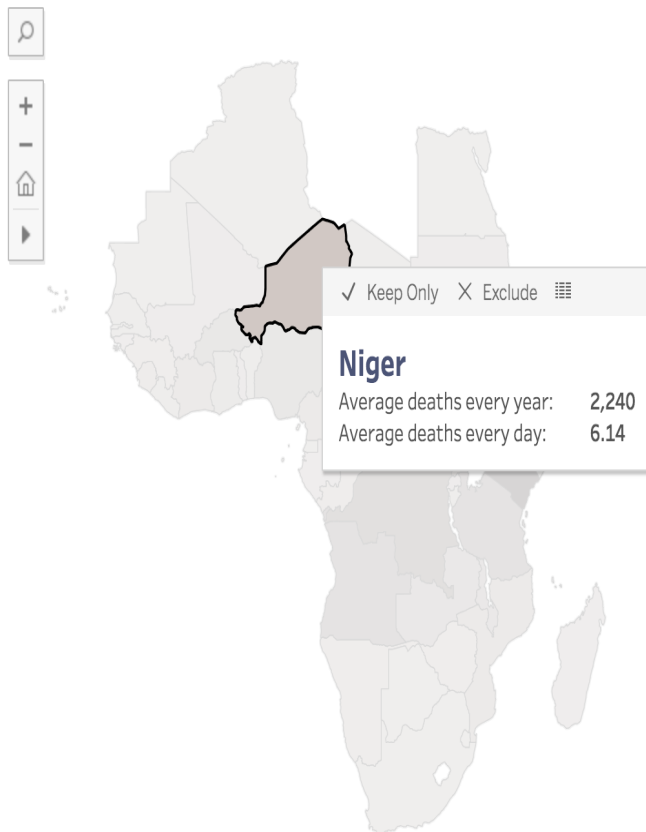 Keep Only Exclude
Niger
Average deaths every year: 2,240
Average deaths every day: 6.14